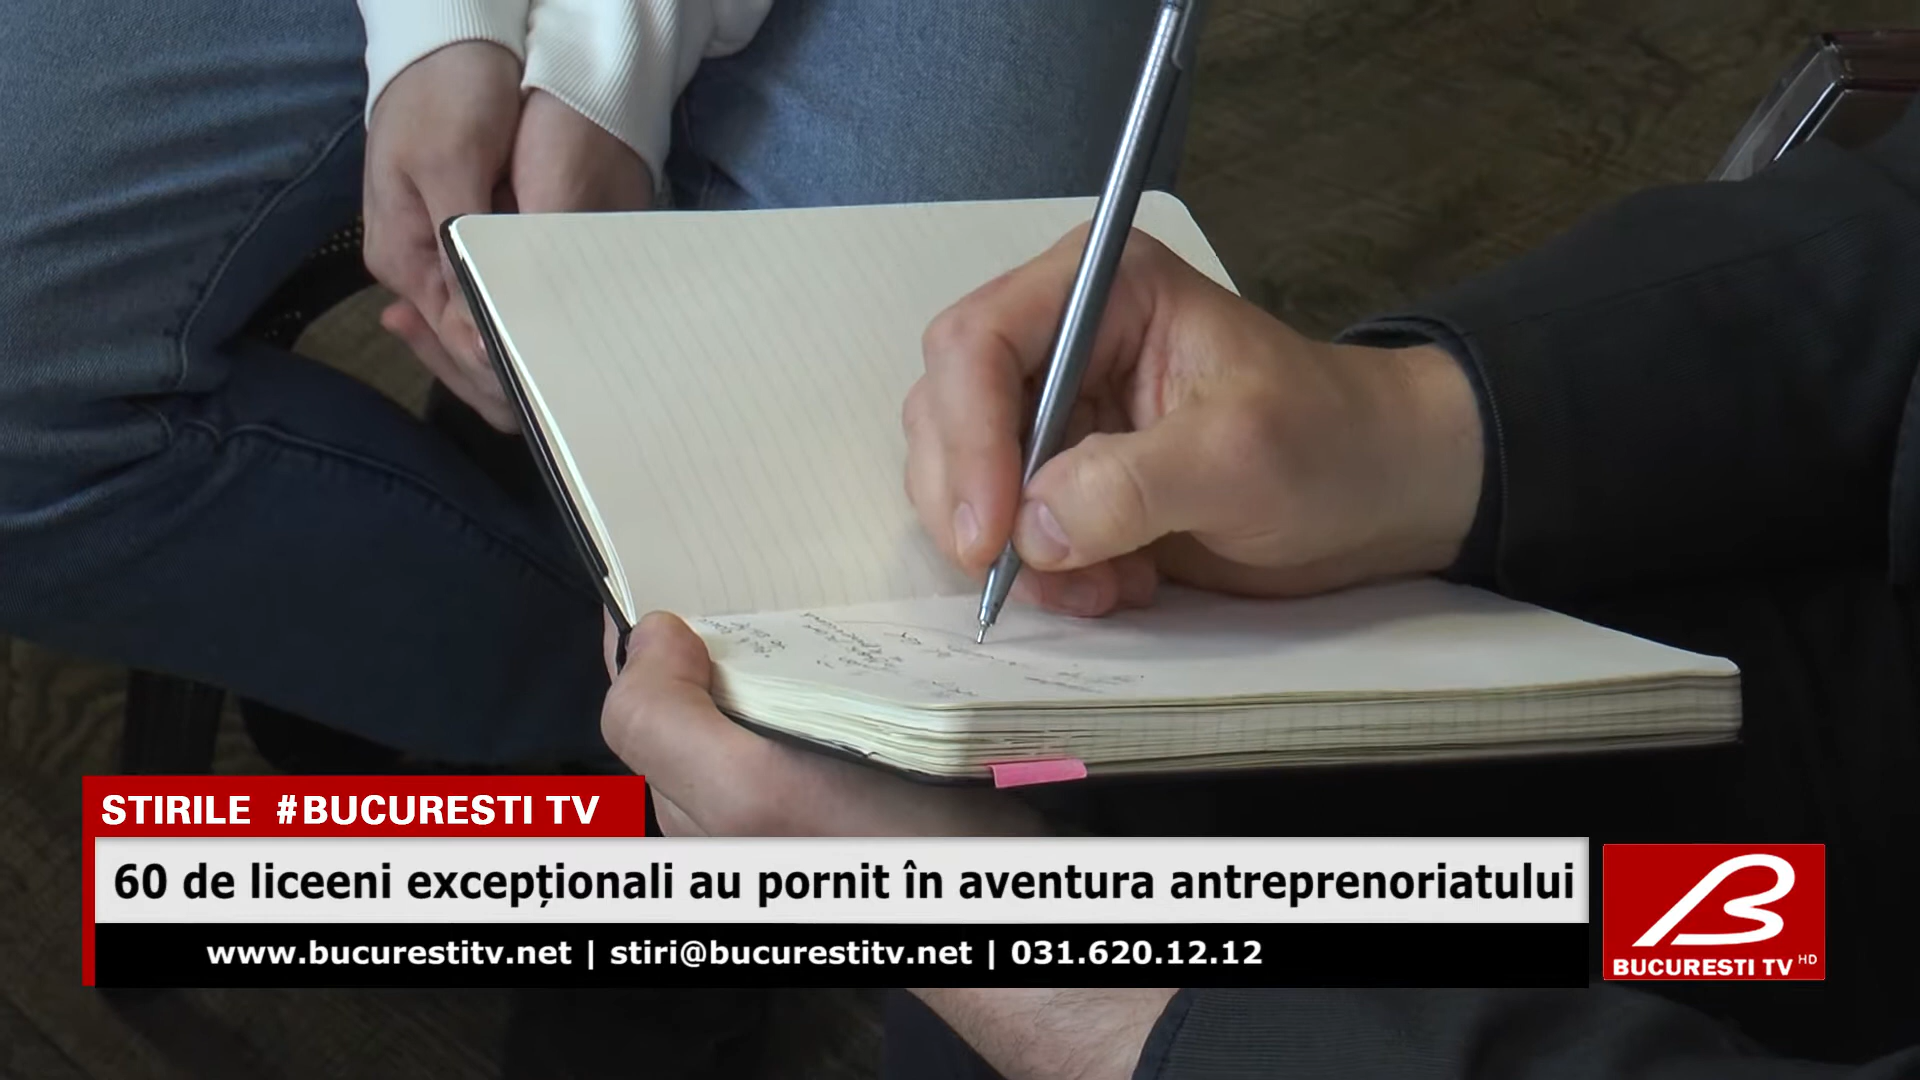 STIRILE #BUCURESTI TV
60 de liceeni excepționali au pornit în aventura antreprenoriatului
www.bucurestitv.net | stiri@bucurestitv.net | 031.620.12.12
B
BUCURESTI TV HD